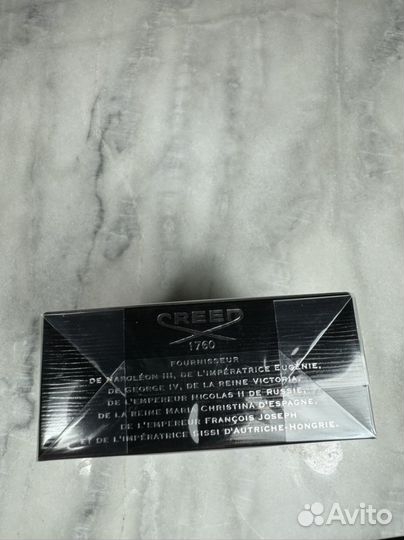 CREED
1760
FOURNISSEUR
DE NAPOLÉON III, DE L'IMPÉRATRICE EUGÉNIE,
DE GEORGE IV, DE LA REINE VICTORIA,
DE L'EMPEREUR NICOLAS II DE RUSSIE,
DE LA REINE MARIA CHRISTINA D'ESPAGNE,
DE L'EMPEREUR FRANÇOIS JOSEPH
ET DE L'IMPÉRATRICE SISSI D'AUTRICHE-HONGRIE.
Avito